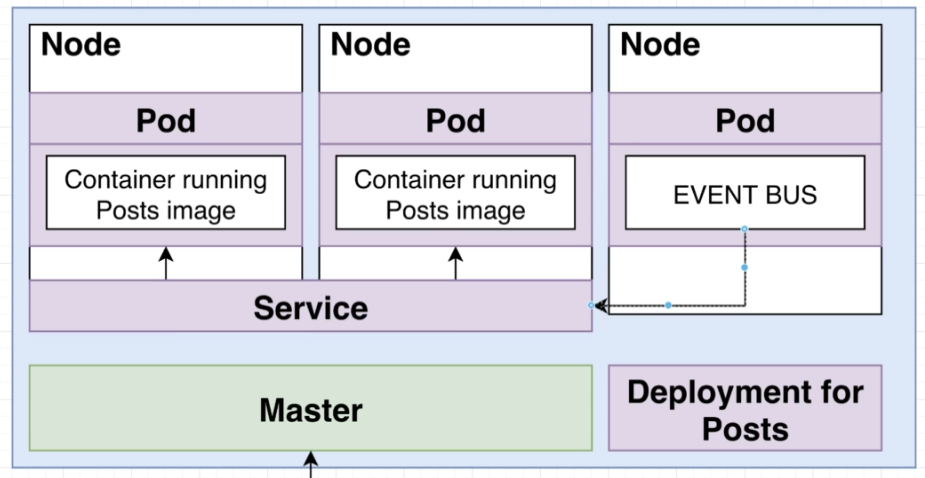 Node
Node
Node
Pod
Pod
Pod
Container running
Posts image
Container running
Posts image
EVENT BUS
Service
Master
Deployment for
Posts